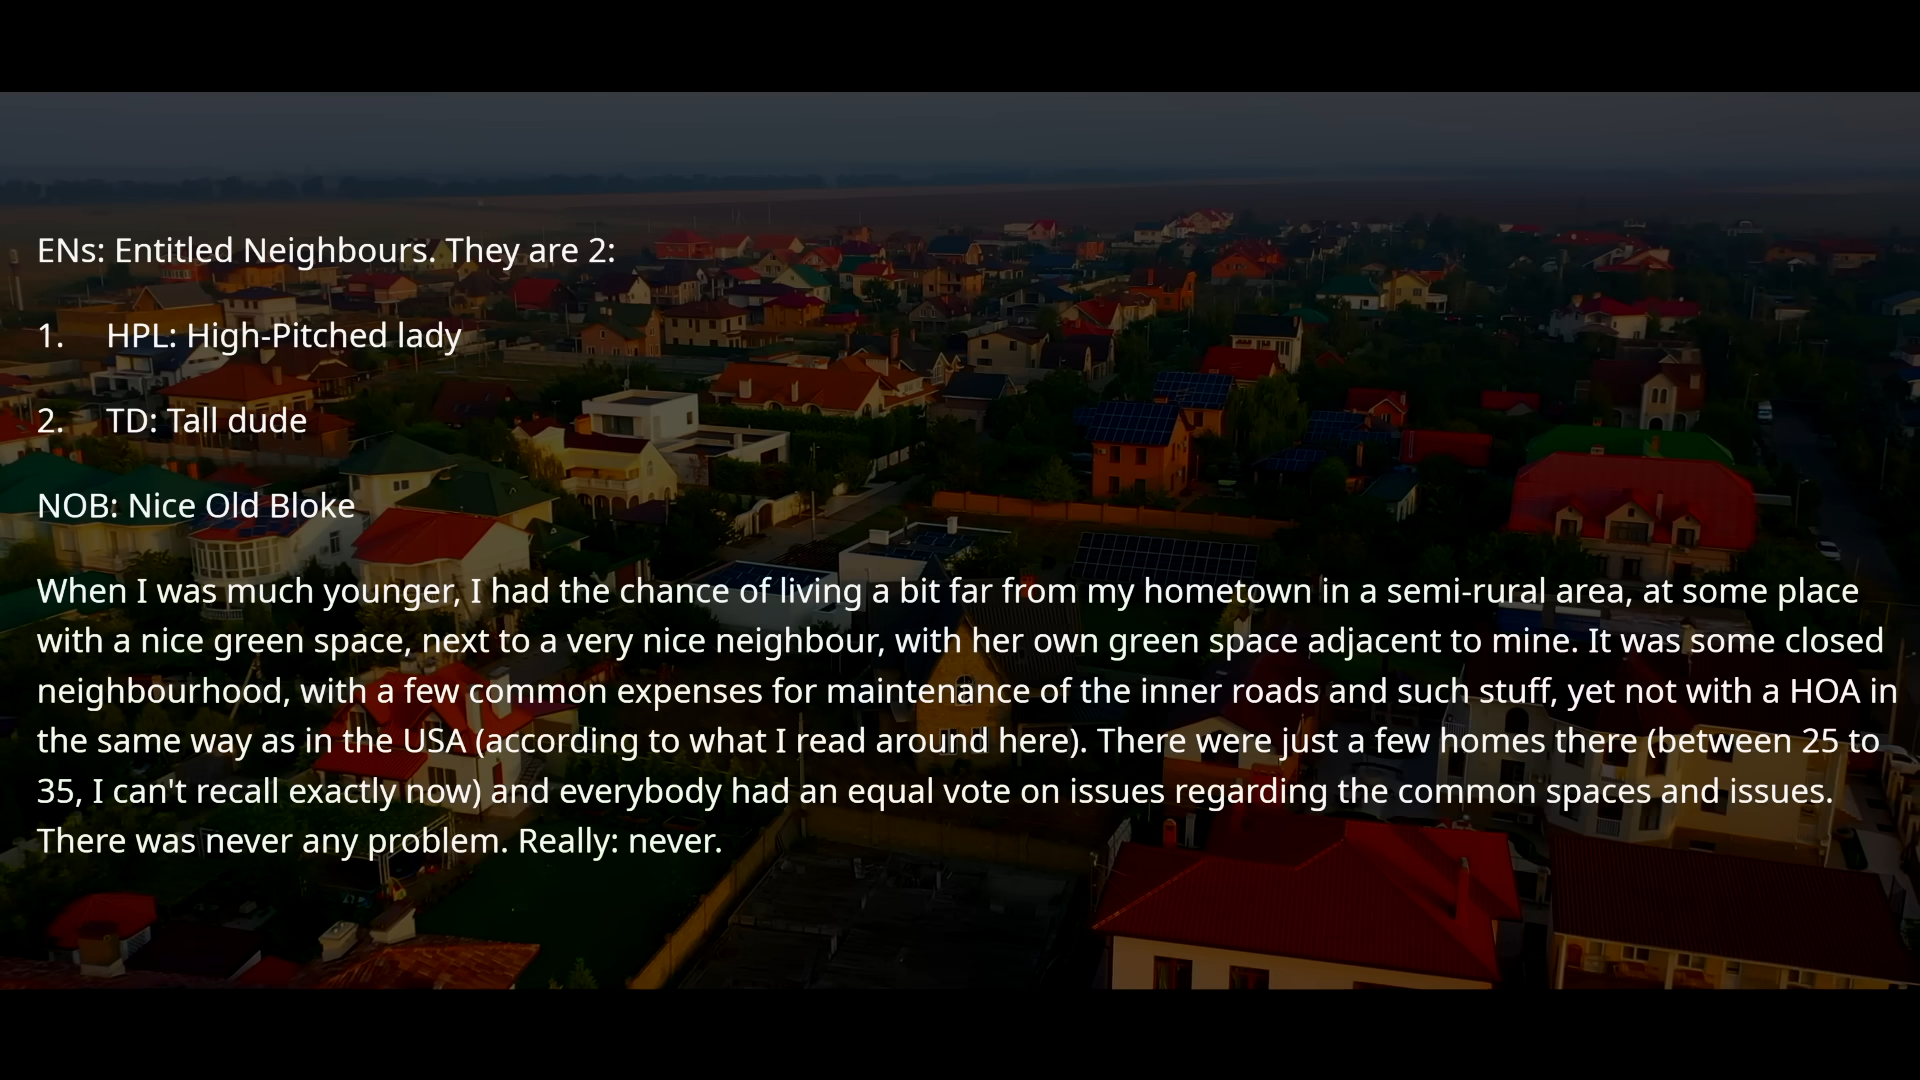 ENs: Entitled Neighbours. They are 2:
1. HPL: High-Pitched lady
2. TD: Tall dude
NOB: Nice Old Bloke
When I was much younger, I had the chance of living a bit far from my hometown in a semi-rural area, at some place
with a nice green space, next to a very nice neighbour, with her own green space adjacent to mine. It was some closed
neighbourhood, with a few common expenses for maintenance of the inner roads and such stuff, yet not with a HOA in
the same way as in the USA (according to what I read around here). There were just a few homes there (between 25 to
35, I can't recall exactly now) and everybody had an equal vote on issues regarding the common spaces and issues.
There was never any problem. Really: never.